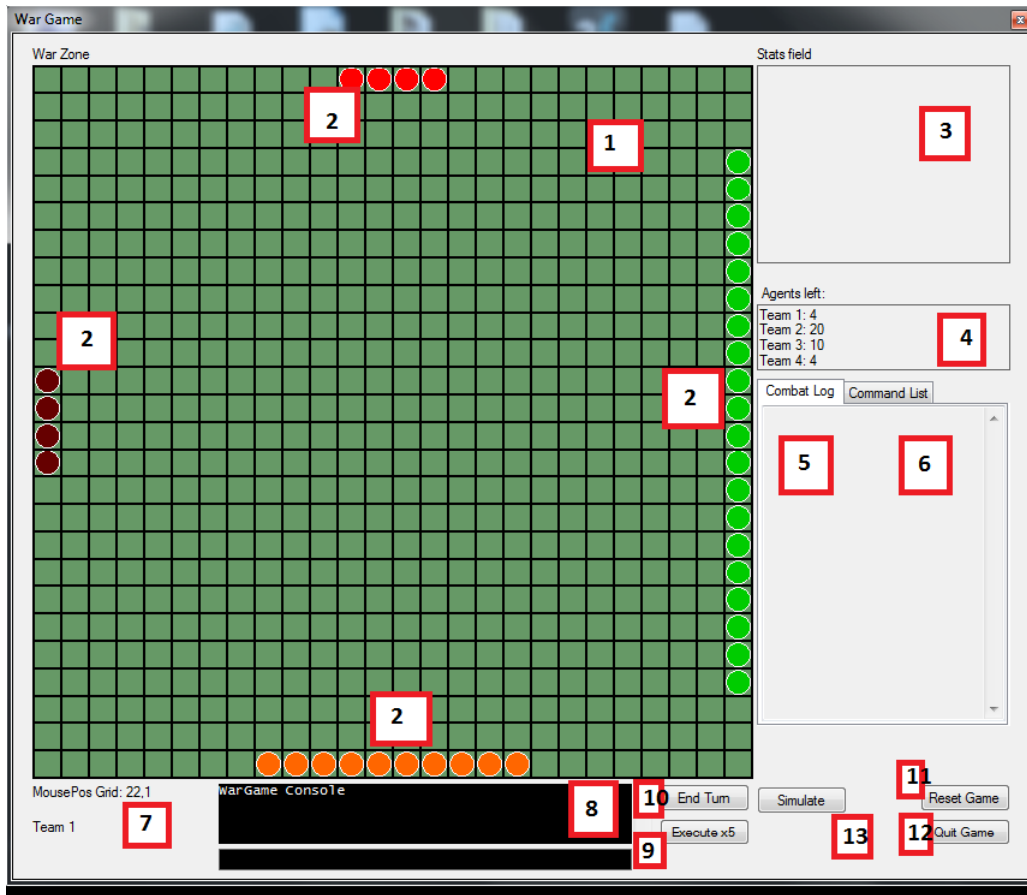 War Game
War Zone
Stats field
2
1
3
Agents left:
Team 1: 4
Team 2: 20
Team 3: 10
Team 4: 4
4
2
2
Combat Log
Command List
5
6
2
MousePos Grid: 22,1
Team 1
7
WarGame Console
8
9
10
End Turn
Execute x5
Simulate
13
11
Reset Game
12
Quit Game